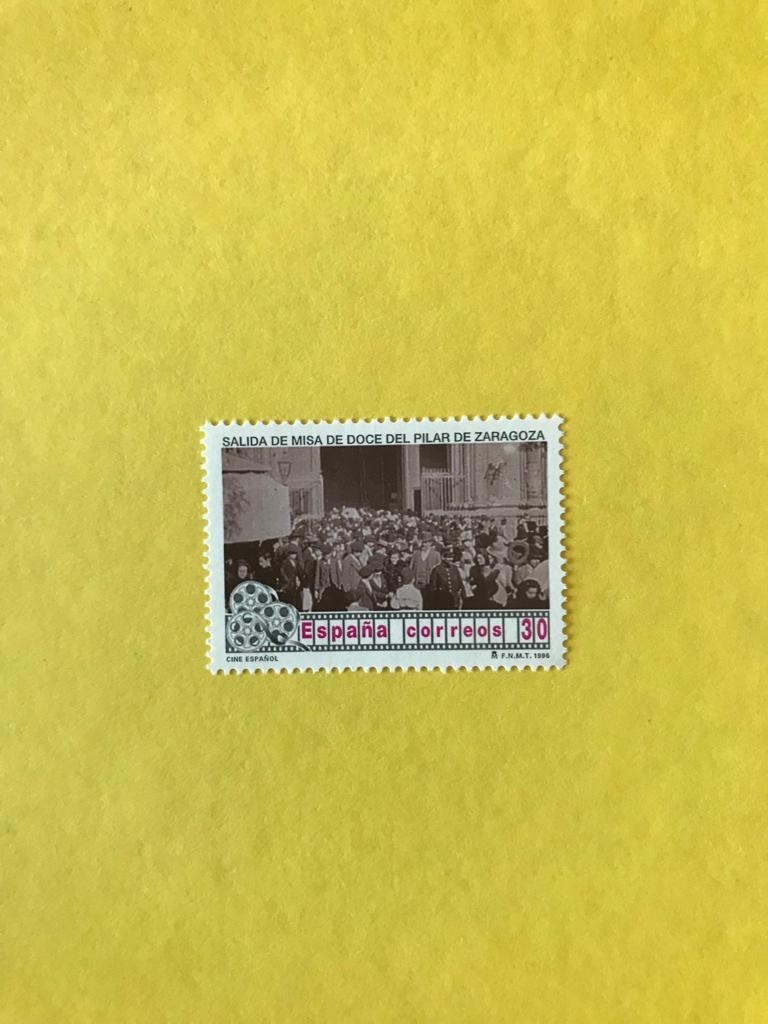 SALIDA DE MISA DE DOCE DEL PILAR DE ZARAGOZA
España correos 30
CINE ESPAÑOL
F.N.M.T. 1996